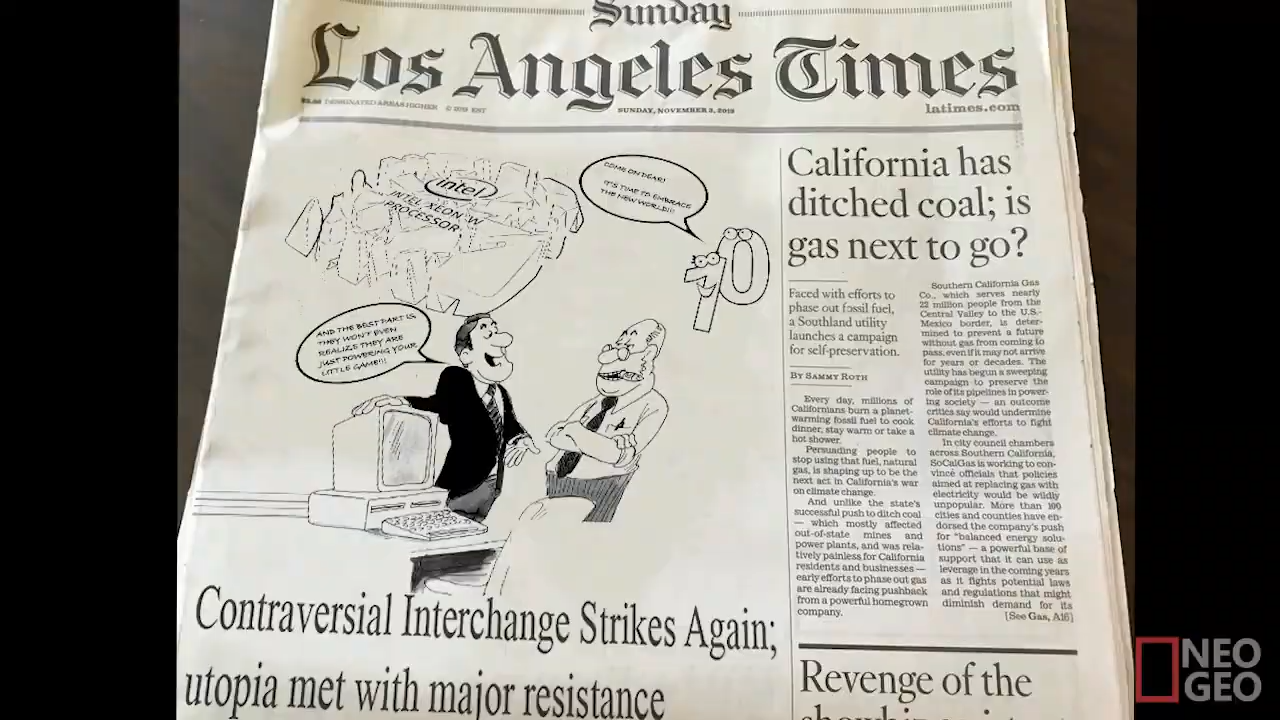 Sunday
Los Angeles Times
DESIGNATED AREAS HIGHER © 2019 EST
SUNDAY, NOVEMBER 3, 2019
latimes.com
intel
INTEL XEON W
PROCESSOR
COME ON DEAR!
IT'S TIME TO EMBRACE
THE NEW WORLD!!!
AND THE BEST PART IS
THEY WON'T EVEN
REALIZE THEY ARE
JUST POWERING YOUR
LITTLE GAME!!!
Contraversial Interchange Strikes Again;
utopia met with major resistance
California has
ditched coal; is
gas next to go?
Faced with efforts to
phase out fossil fuel,
a Southland utility
launches a campaign
for self-preservation.
By Sammy Roth
Every day, millions of
Californians burn a planet-
warming fossil fuel to cook
dinner, stay warm or take a
hot shower.
Persuading people to
stop using that fuel, natural
gas, is shaping up to be the
next act in California's war
on climate change.
And unlike the state's
successful push to ditch coal
— which mostly affected
out-of-state mines and
power plants, and was rela-
tively painless for California
residents and businesses —
early efforts to phase out gas
are already facing pushback
from a powerful homegrown
company.
Southern California Gas
Co., which serves nearly
22 million people from the
Central Valley to the U.S.-
Mexico border, is deter-
mined to prevent a future
without gas from coming to
pass, even if it may not arrive
for years or decades. The
utility has begun a sweeping
campaign to preserve the
role of its pipelines in power-
ing society — an outcome
critics say would undermine
California's efforts to fight
climate change.
In city council chambers
across Southern California,
SoCalGas is working to con-
vince officials that policies
aimed at replacing gas with
electricity would be wildly
unpopular. More than 100
cities and counties have en-
dorsed the company's push
for "balanced energy solu-
tions" — a powerful base of
support that it can use as
leverage in the coming years
as it fights potential laws
and regulations that might
diminish demand for its
[See Gas, A16]
Revenge of the
NEO
GEO